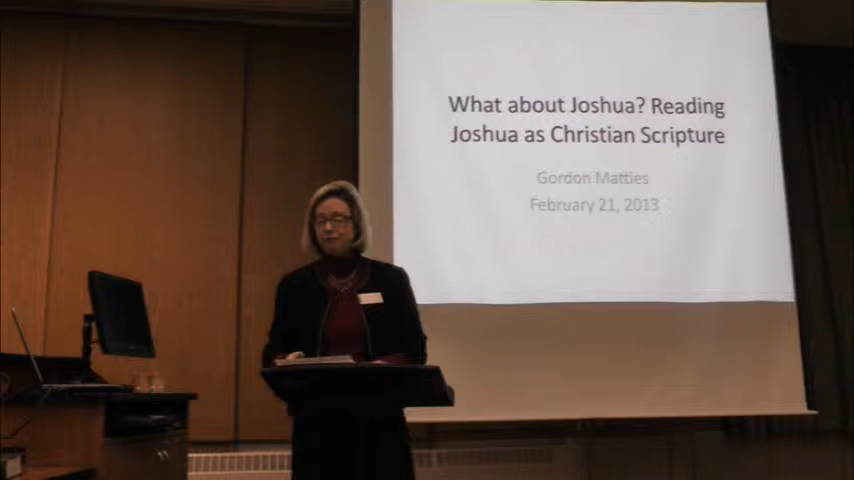 What about Joshua? Reading
Joshua as Christian Scripture
Gordon Matties
February 21, 2013